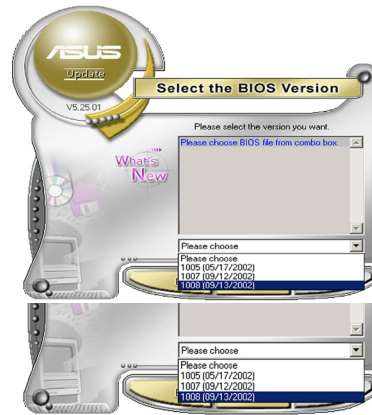 ASUS
Update
V5.25.01
Select the BIOS Version
Please select the version you want.
Please choose BIOS file from combo box.
What's
New
Please choose
Please choose
1005 (05/17/2002)
1007 (09/12/2002)
1008 (09/13/2002)
Please choose
Please choose
1005 (05/17/2002)
1007 (09/12/2002)
1008 (09/13/2002)